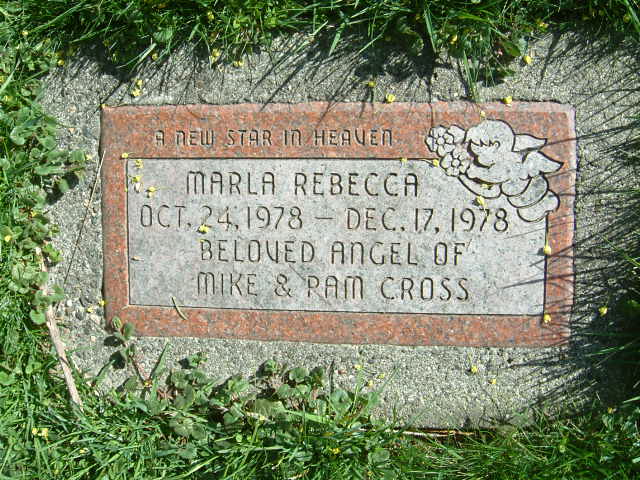 A NEW STAR IN HEAVEN
MARLA REBECCA
OCT. 24, 1978 – DEC. 17, 1978
BELOVED ANGEL OF
MIKE & PAM CROSS